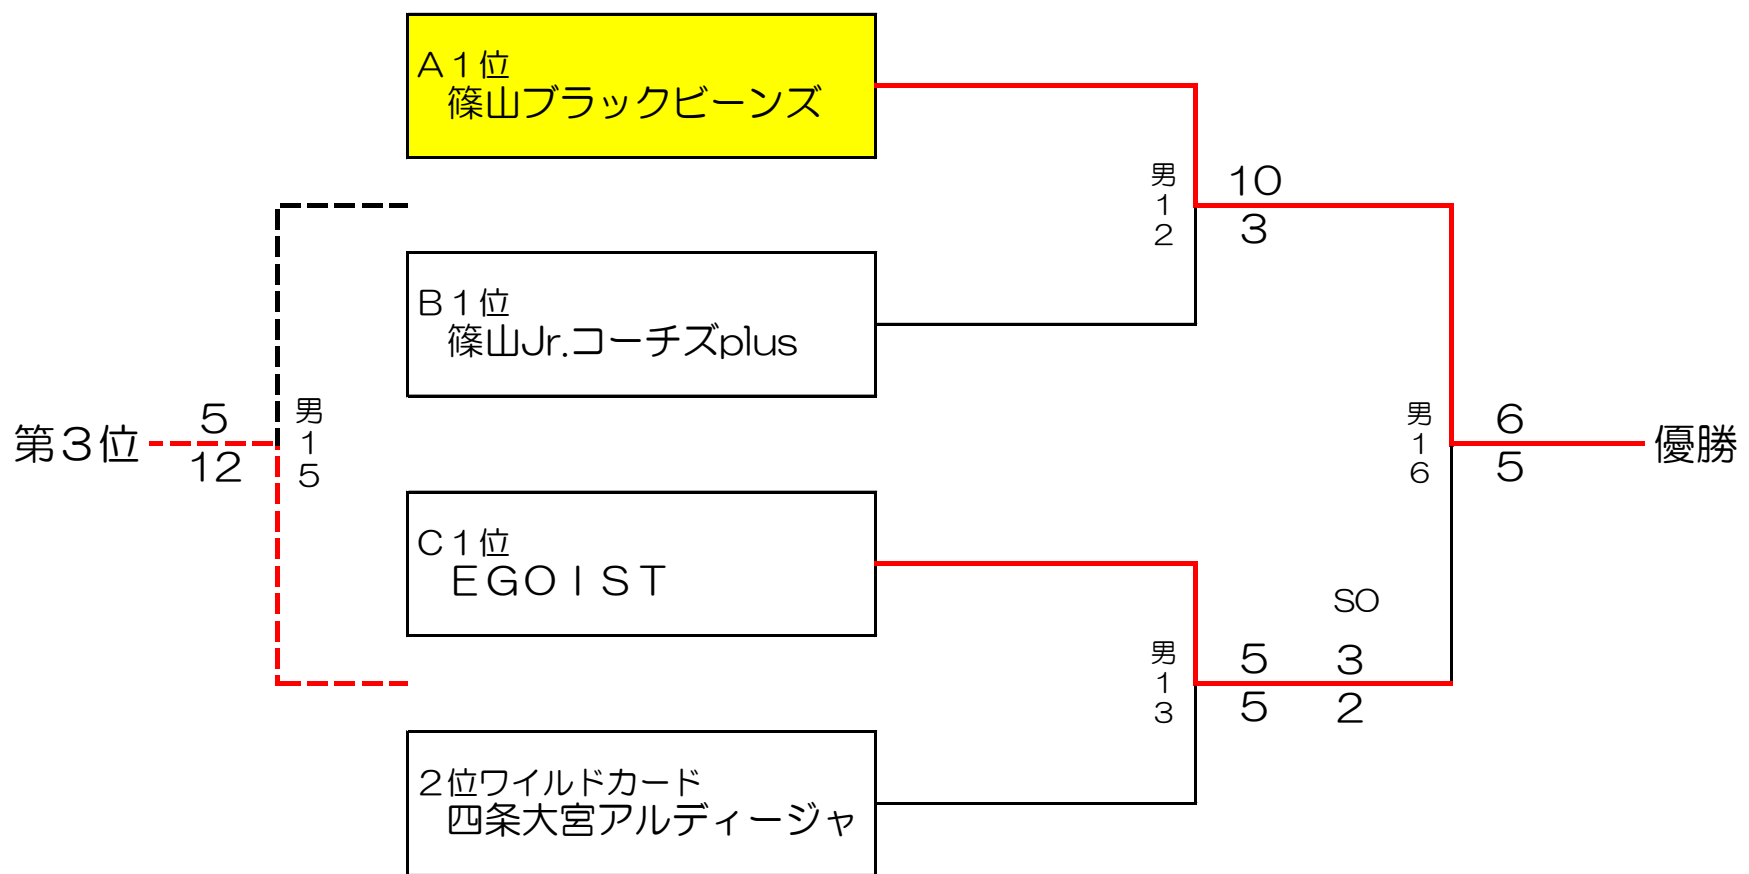 A１位
篠山ブラックビーンズ
男
１
２
10
3
B１位
篠山Jr.コーチズplus
第３位
5
12
男
１
５
男
１
６
6
5
優勝
C１位
ＥＧＯＩＳＴ
SO
男
１
３
5
3
5
2
２位ワイルドカード
四条大宮アルディージャ